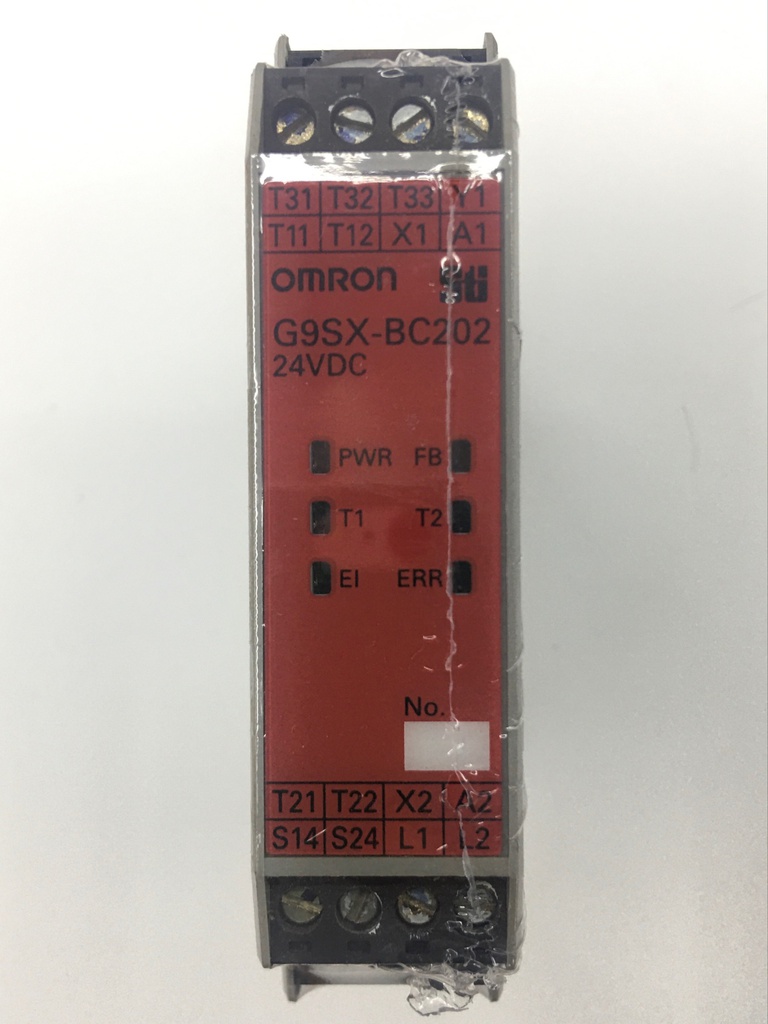 T31 T32 T33 Y1
T11 T12 X1 A1
OMRON sti
G9SX-BC202
24VDC
PWR FB
T1 T2
EI ERR
No.
T21 T22 X2 A2
S14 S24 L1 L2